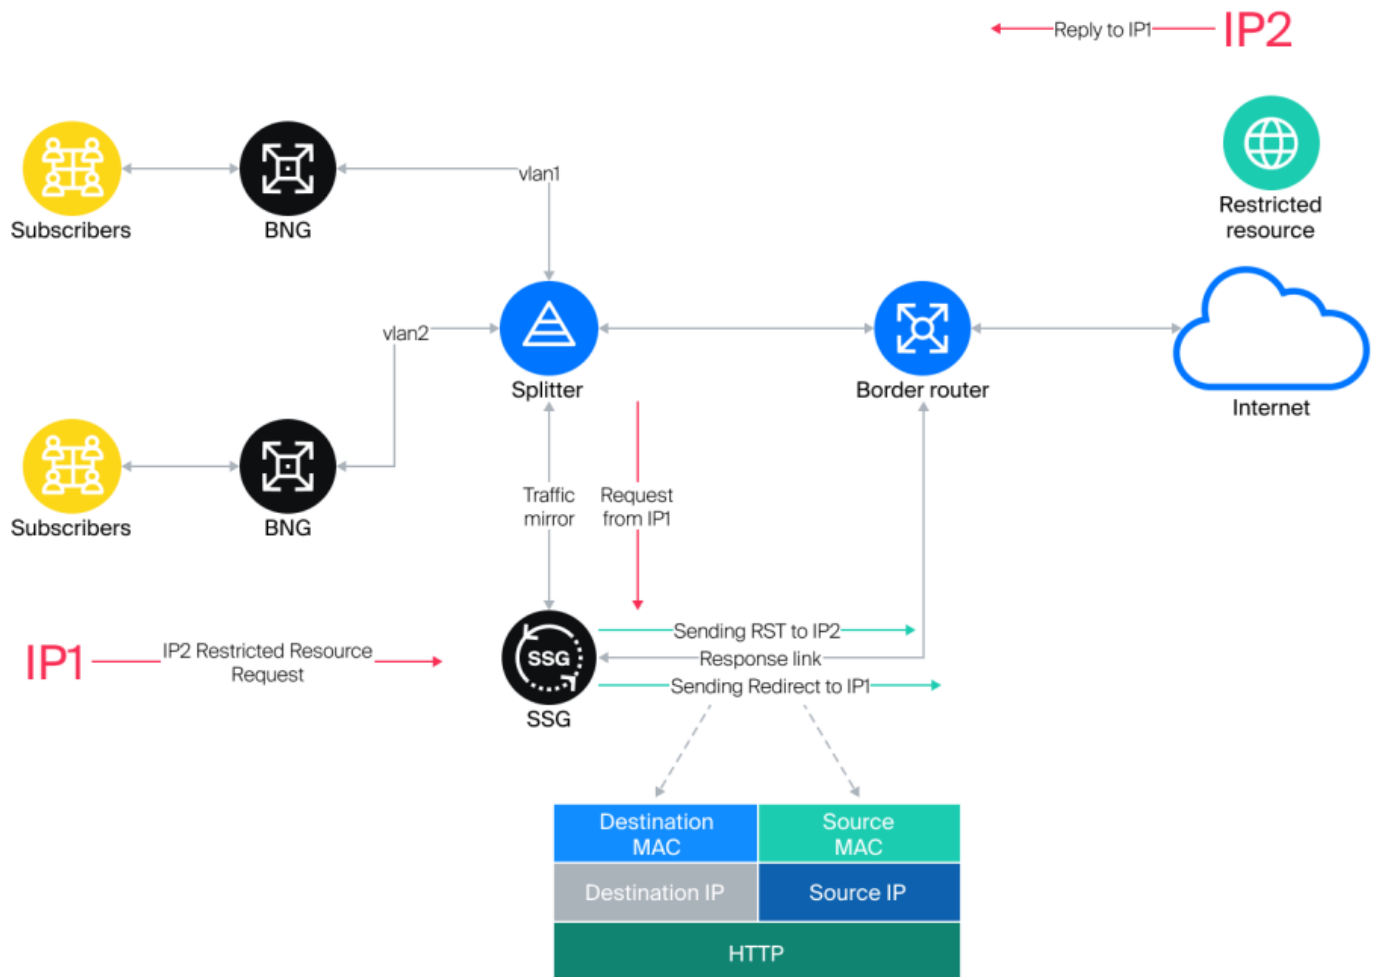 Reply to IP1
IP2
Subscribers
BNG
vlan1
Restricted
resource
vlan2
Splitter
Border router
Internet
Subscribers
BNG
Traffic
mirror
Request
from IP1
IP1
IP2 Restricted Resource
Request
SSG
SSG
Sending RST to IP2
Response link
Sending Redirect to IP1
Destination
MAC
Source
MAC
Destination IP
Source IP
HTTP